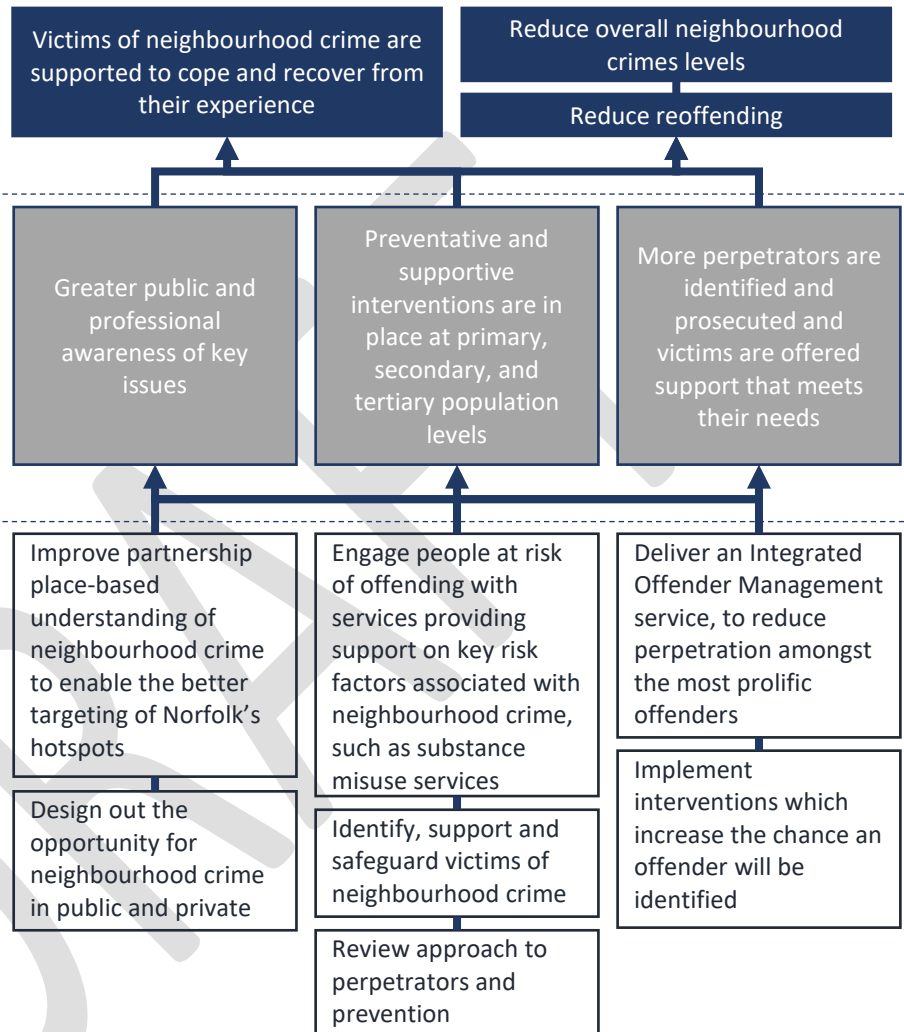 Victims of neighbourhood crime are
supported to cope and recover from
their experience
Reduce overall neighbourhood
crimes levels
Reduce reoffending
Greater public and
professional
awareness of key
issues
Preventative and
supportive
interventions are in
place at primary,
secondary, and
tertiary population
levels
More perpetrators are
identified and
prosecuted and
victims are offered
support that meets
their needs
Improve partnership
place-based
understanding of
neighbourhood crime
to enable the better
targeting of Norfolk’s
hotspots
Design out the
opportunity for
neighbourhood crime
in public and private
Engage people at risk
of offending with
services providing
support on key risk
factors associated with
neighbourhood crime,
such as substance
misuse services
Identify, support and
safeguard victims of
neighbourhood crime
Review approach to
perpetrators and
prevention
Deliver an Integrated
Offender Management
service, to reduce
perpetration amongst
the most prolific
offenders
Implement
interventions which
increase the chance an
offender will be
identified
DRAFT